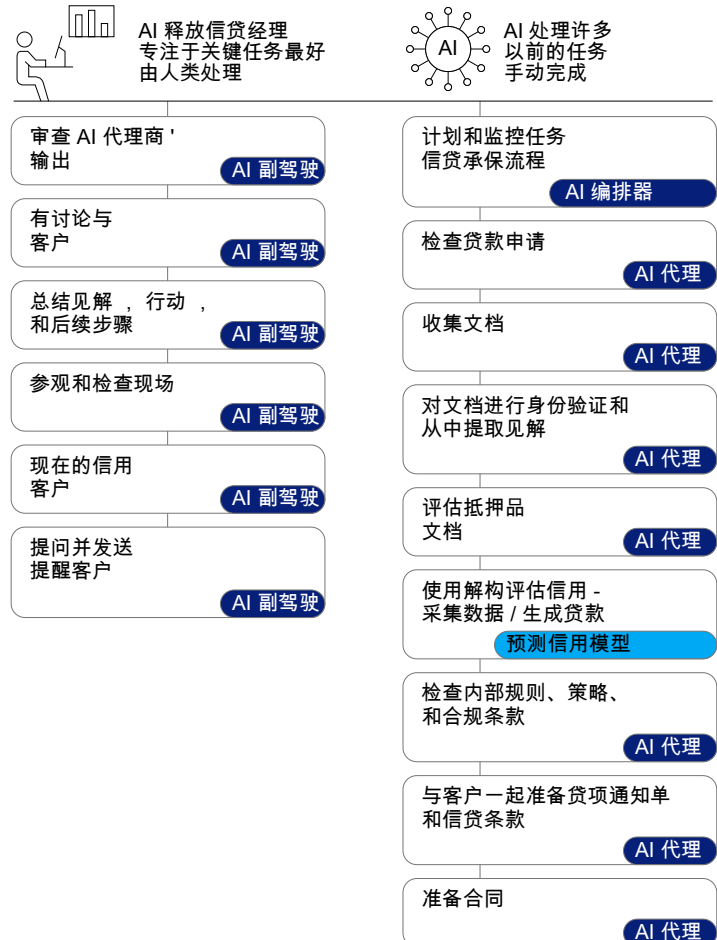 AI 释放信贷经理
专注于关键任务最好
由人类处理
审查 AI 代理商 '
输出
AI 副驾驶
有讨论与
客户
AI 副驾驶
总结见解 , 行动 ,
和后续步骤
AI 副驾驶
参观和检查现场
AI 副驾驶
现在的信用
客户
AI 副驾驶
提问并发送
提醒客户
AI 副驾驶
AI
AI 处理许多
以前的任务
手动完成
计划和监控任务
信贷承保流程
AI 编排器
检查贷款申请
AI 代理
收集文档
AI 代理
对文档进行身份验证和
从中提取见解
AI 代理
评估抵押品
文档
AI 代理
使用解构评估信用 -
采集数据 / 生成贷款
预测信用模型
检查内部规则、策略、
和合规条款
AI 代理
与客户一起准备贷项通知单
和信贷条款
AI 代理
准备合同
AI 代理